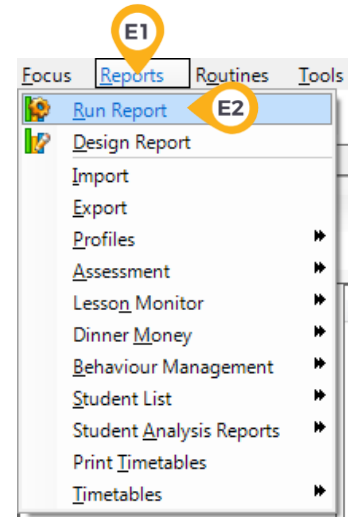 E1
Focus Reports Routines Tools
Run Report E2
Design Report
Import
Export
Profiles
Assessment
Lesson Monitor
Dinner Money
Behaviour Management
Student List
Student Analysis Reports
Print Timetables
Timetables